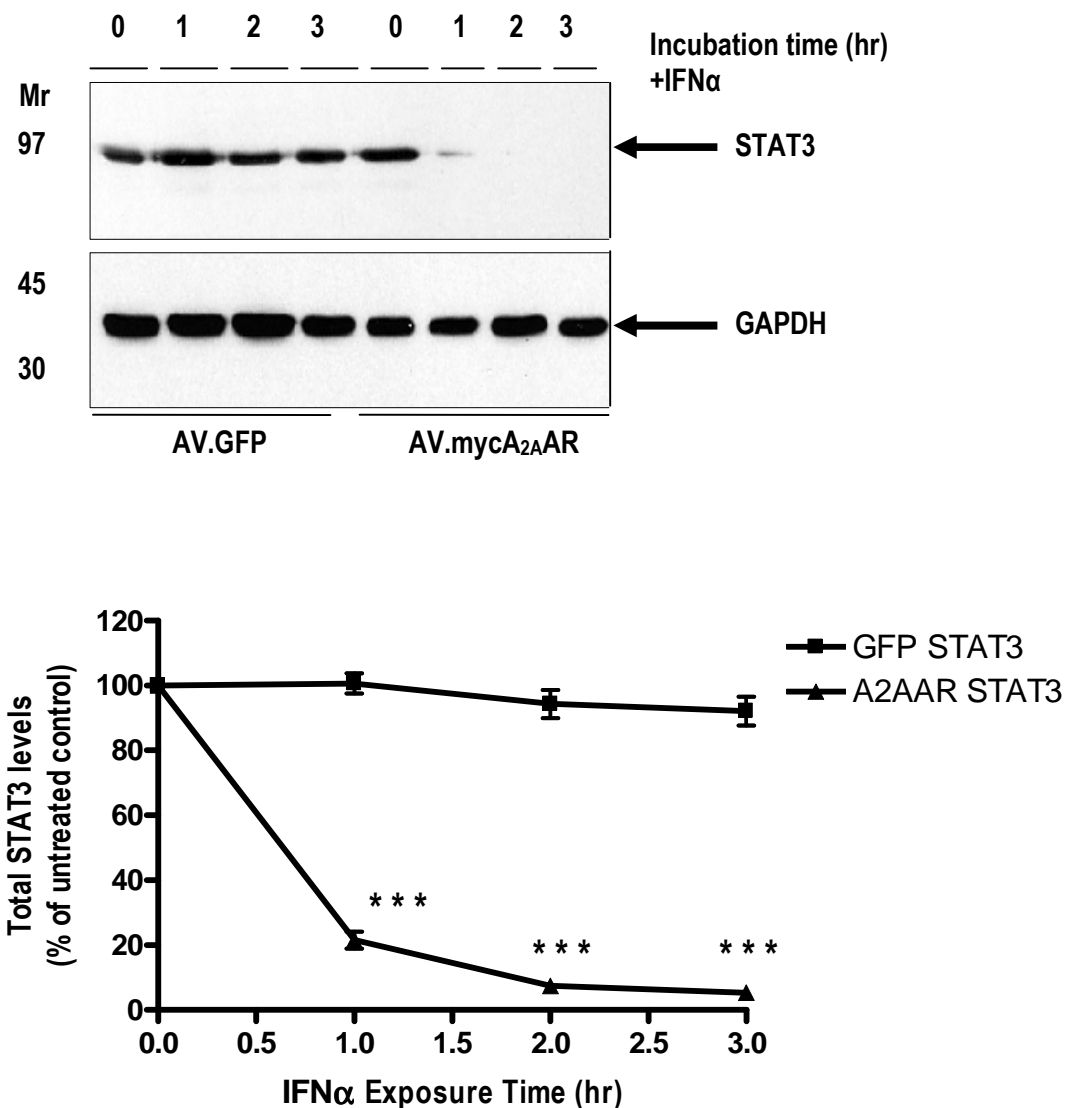 0 1 2 3 0 1 2 3
Incubation time (hr)
+IFNα
Mr
97
STAT3
45
GAPDH
30
AV.GFP AV.mycA₂ₐAR
120
GFP STAT3
100
A2AAR STAT3
80
60
40
20
0
Total STAT3 levels
(% of untreated control)
* * *
* * *
* * *
0.0 0.5 1.0 1.5 2.0 2.5 3.0
IFNα Exposure Time (hr)